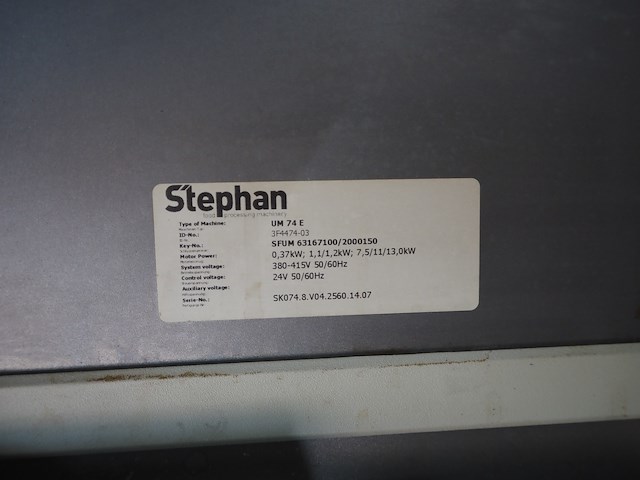 Stephan
food processing machinery
Type of Machine: UM 74 E
ID-No.: 3F4474-03
Key-No.: SFUM 63167100/2000150
Motor Power: 0,37kW; 1,1/1,2kW; 7,5/11/13,0kW
System voltage: 380-415V 50/60Hz
Control voltage: 24V 50/60Hz
Auxiliary voltage:
Serie-No.: SK074.8.V04.2560.14.07